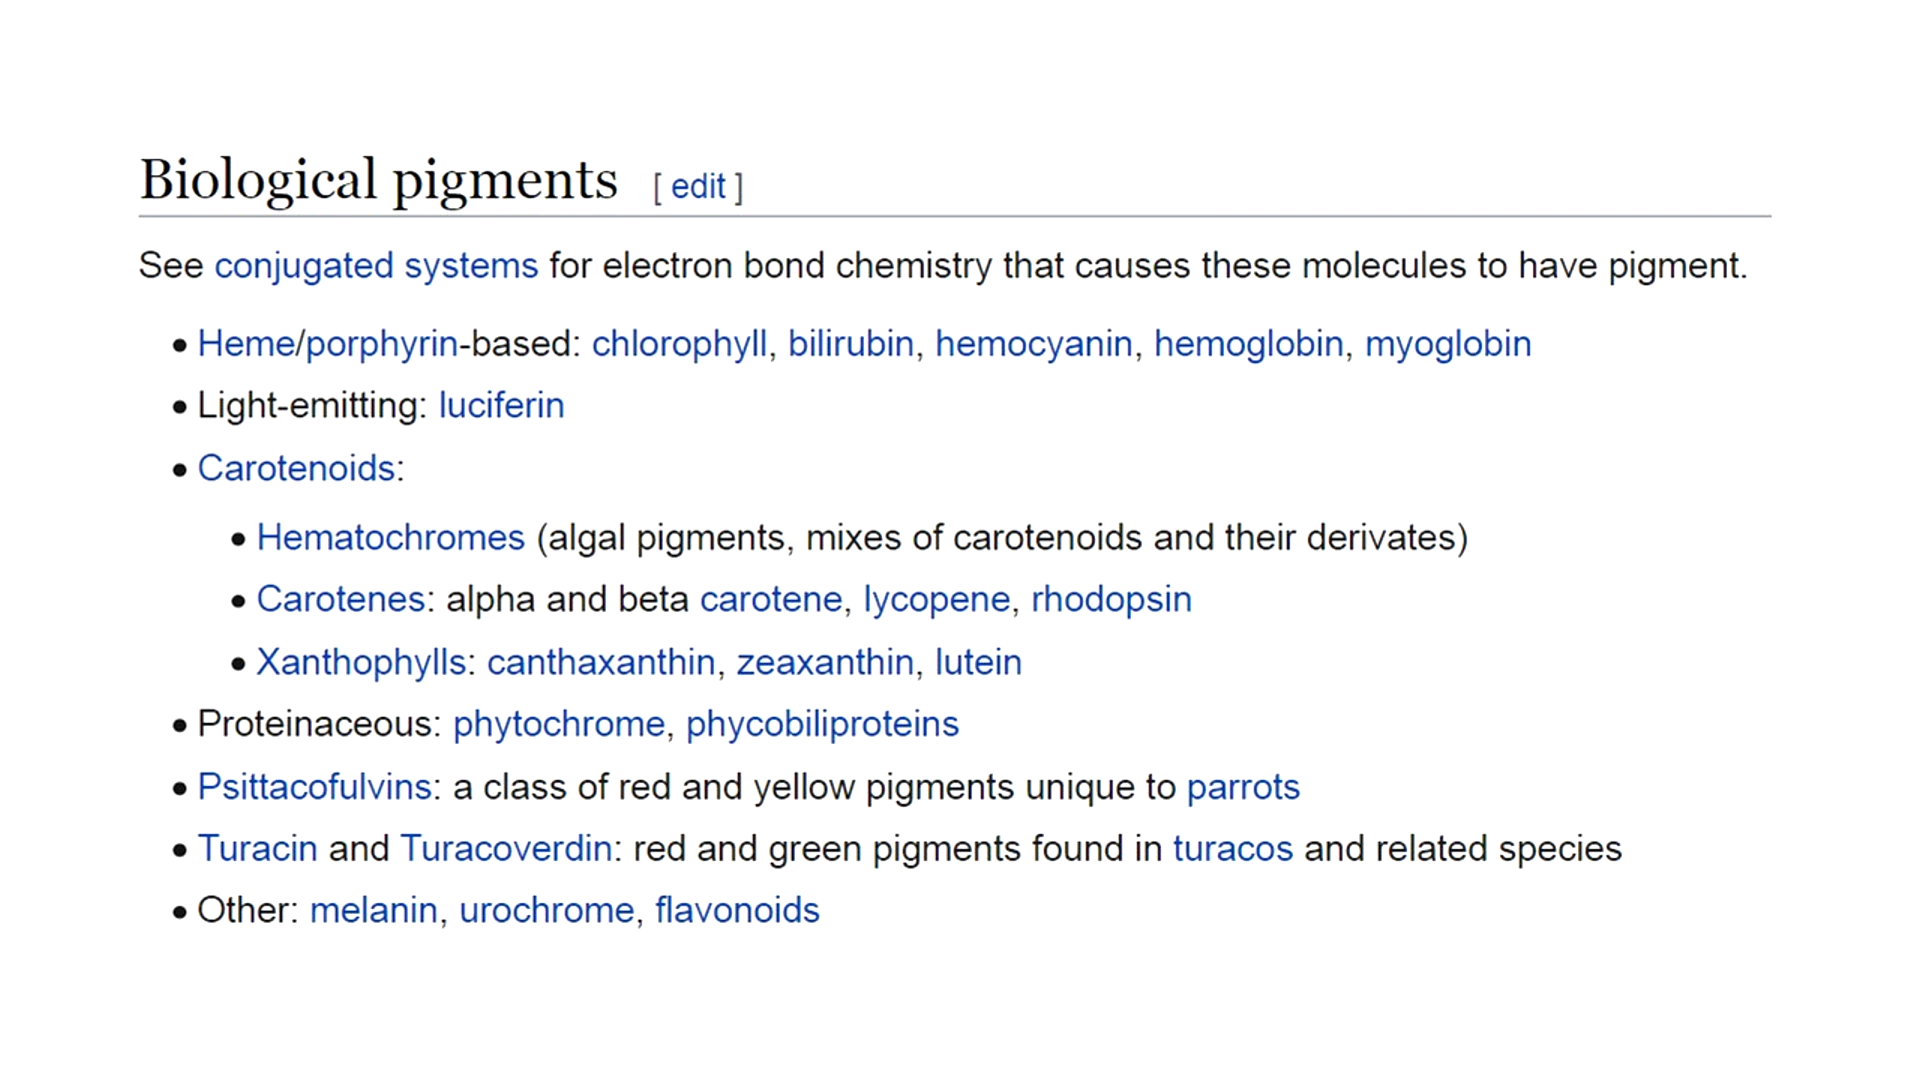 Biological pigments [ edit ]
See conjugated systems for electron bond chemistry that causes these molecules to have pigment.
• Heme/porphyrin-based: chlorophyll, bilirubin, hemocyanin, hemoglobin, myoglobin
• Light-emitting: luciferin
• Carotenoids:
• Hematochromes (algal pigments, mixes of carotenoids and their derivates)
• Carotenes: alpha and beta carotene, lycopene, rhodopsin
• Xanthophylls: canthaxanthin, zeaxanthin, lutein
• Proteinaceous: phytochrome, phycobiliproteins
• Psittacofulvins: a class of red and yellow pigments unique to parrots
• Turacin and Turacoverdin: red and green pigments found in turacos and related species
• Other: melanin, urochrome, flavonoids